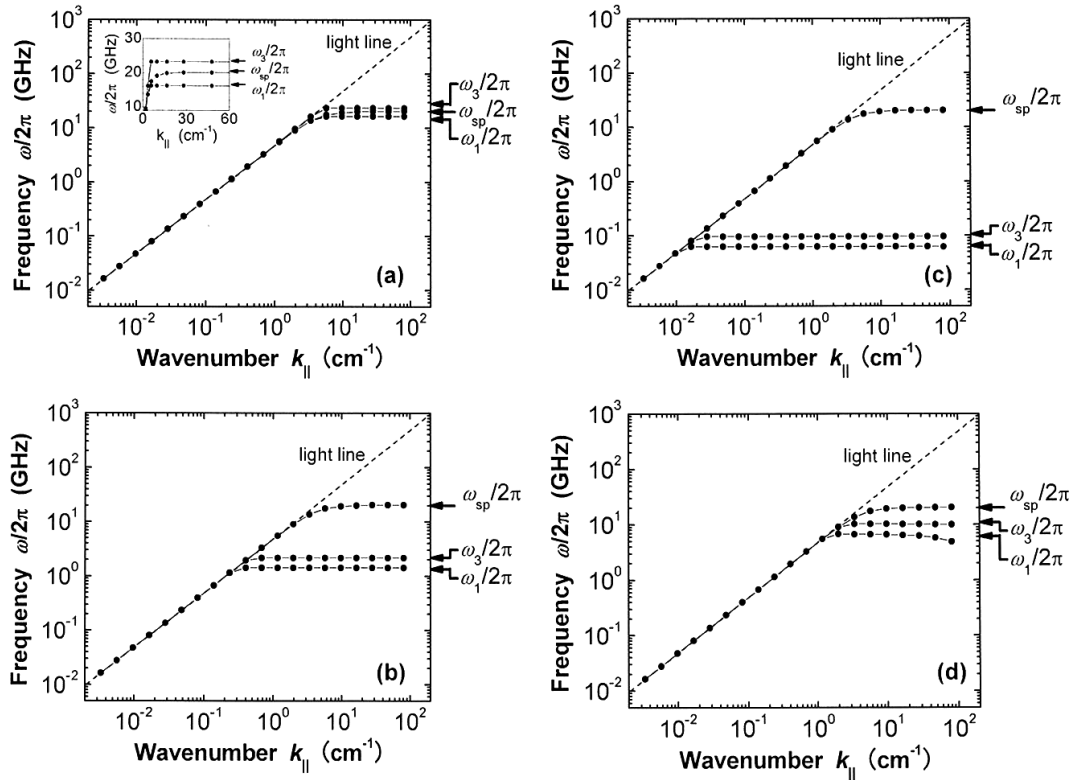 10³
10²
10¹
10⁰
10⁻¹
10⁻²
Frequency ω/2π (GHz)
30
20
10
ω/2π (GHz)
0 30 60
k|| (cm⁻¹)
ω₃/2π
ωsp/2π
ω₁/2π
light line
ω₃/2π
ωsp/2π
ω₁/2π
(a)
10⁻² 10⁻¹ 10⁰ 10¹ 10²
Wavenumber k|| (cm⁻¹)
10³
10²
10¹
10⁰
10⁻¹
10⁻²
Frequency ω/2π (GHz)
light line
ωsp/2π
ω₃/2π
ω₁/2π
(c)
10⁻² 10⁻¹ 10⁰ 10¹ 10²
Wavenumber k|| (cm⁻¹)
10³
10²
10¹
10⁰
10⁻¹
10⁻²
Frequency ω/2π (GHz)
light line
ωsp/2π
ω₃/2π
ω₁/2π
(b)
10⁻² 10⁻¹ 10⁰ 10¹ 10²
Wavenumber k|| (cm⁻¹)
10³
10²
10¹
10⁰
10⁻¹
10⁻²
Frequency ω/2π (GHz)
light line
ωsp/2π
ω₃/2π
ω₁/2π
(d)
10⁻² 10⁻¹ 10⁰ 10¹ 10²
Wavenumber k|| (cm⁻¹)